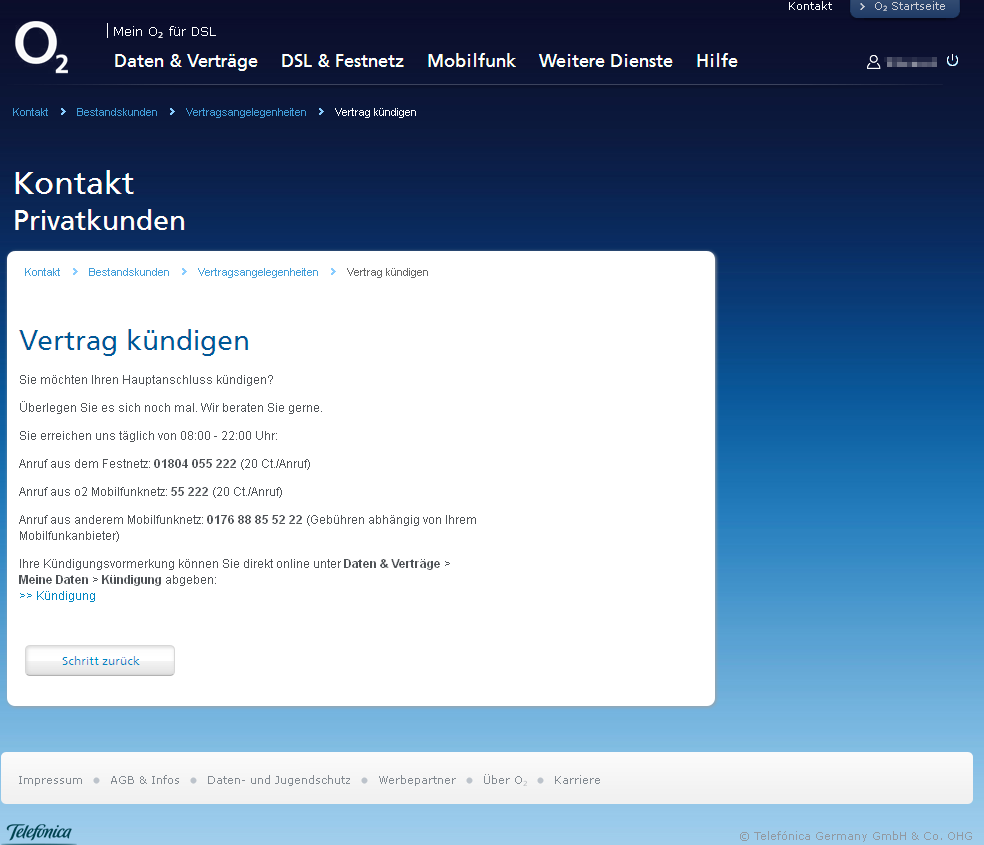 Kontakt
> O₂ Startseite
O₂
Mein O₂ für DSL
Daten & Verträge DSL & Festnetz Mobilfunk Weitere Dienste Hilfe
Kontakt > Bestandskunden > Vertragsangelegenheiten > Vertrag kündigen
Kontakt
Privatkunden
Kontakt > Bestandskunden > Vertragsangelegenheiten > Vertrag kündigen
Vertrag kündigen
Sie möchten Ihren Hauptanschluss kündigen?
Überlegen Sie es sich noch mal. Wir beraten Sie gerne.
Sie erreichen uns täglich von 08:00 - 22:00 Uhr:
Anruf aus dem Festnetz: 01804 055 222 (20 Ct./Anruf)
Anruf aus o2 Mobilfunknetz: 55 222 (20 Ct./Anruf)
Anruf aus anderem Mobilfunknetz: 0176 88 85 52 22 (Gebühren abhängig von Ihrem
Mobilfunkanbieter)
Ihre Kündigungsvormerkung können Sie direkt online unter Daten & Verträge >
Meine Daten > Kündigung abgeben:
>> Kündigung
Schritt zurück
Impressum • AGB & Infos • Daten- und Jugendschutz • Werbepartner • Über O₂ • Karriere
Telefónica
© Telefónica Germany GmbH & Co. OHG